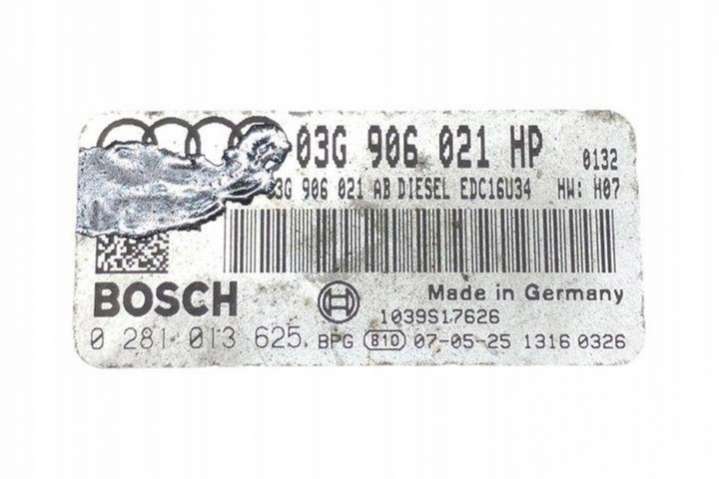 03G 906 021 HP 0132
03G 906 021 AB DIESEL EDC16U34 HW: H07
BOSCH
Made in Germany
1039S17626
0 281 013 625 BPG 810 07-05-25 1316 0326